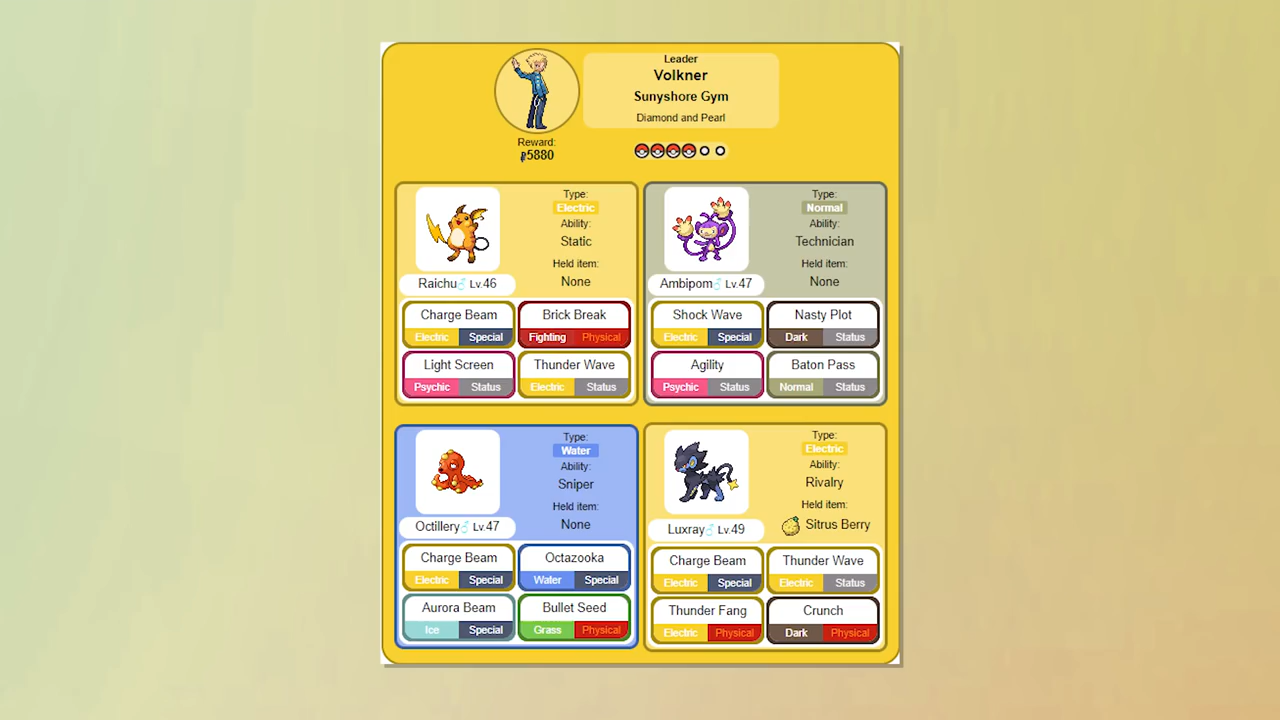 Leader
Volkner
Sunyshore Gym
Diamond and Pearl
Reward:
₽5880
Type:
Electric
Ability:
Static
Held item:
None
Raichu♂ Lv.46
Charge Beam
Electric Special
Brick Break
Fighting Physical
Light Screen
Psychic Status
Thunder Wave
Electric Status
Type:
Normal
Ability:
Technician
Held item:
None
Ambipom♂ Lv.47
Shock Wave
Electric Special
Nasty Plot
Dark Status
Agility
Psychic Status
Baton Pass
Normal Status
Type:
Water
Ability:
Sniper
Held item:
None
Octillery♂ Lv.47
Charge Beam
Electric Special
Octazooka
Water Special
Aurora Beam
Ice Special
Bullet Seed
Grass Physical
Type:
Electric
Ability:
Rivalry
Held item:
Sitrus Berry
Luxray♂ Lv.49
Charge Beam
Electric Special
Thunder Wave
Electric Status
Thunder Fang
Electric Physical
Crunch
Dark Physical